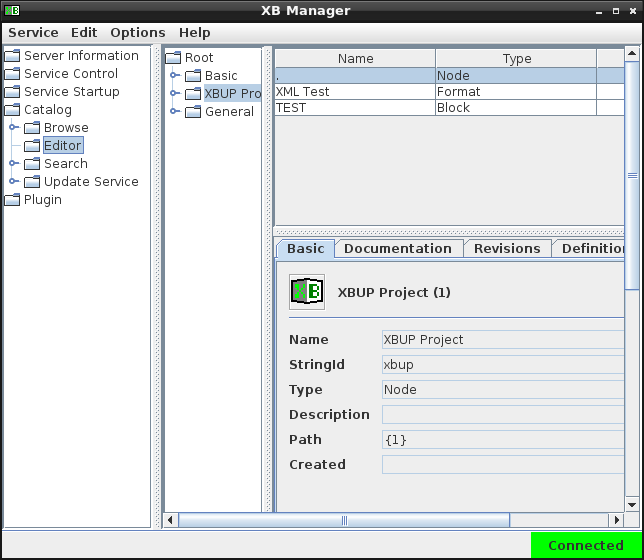 XB Manager
Service Edit Options Help
Server Information
Service Control
Service Startup
Catalog
Browse
Editor
Search
Update Service
Plugin
Root
Basic
XBUP Pro
General
Name Type
. Node
XML Test Format
TEST Block
Basic Documentation Revisions Definitio
XB XBUP Project (1)
Name XBUP Project
StringId xbup
Type Node
Description
Path {1}
Created
Connected